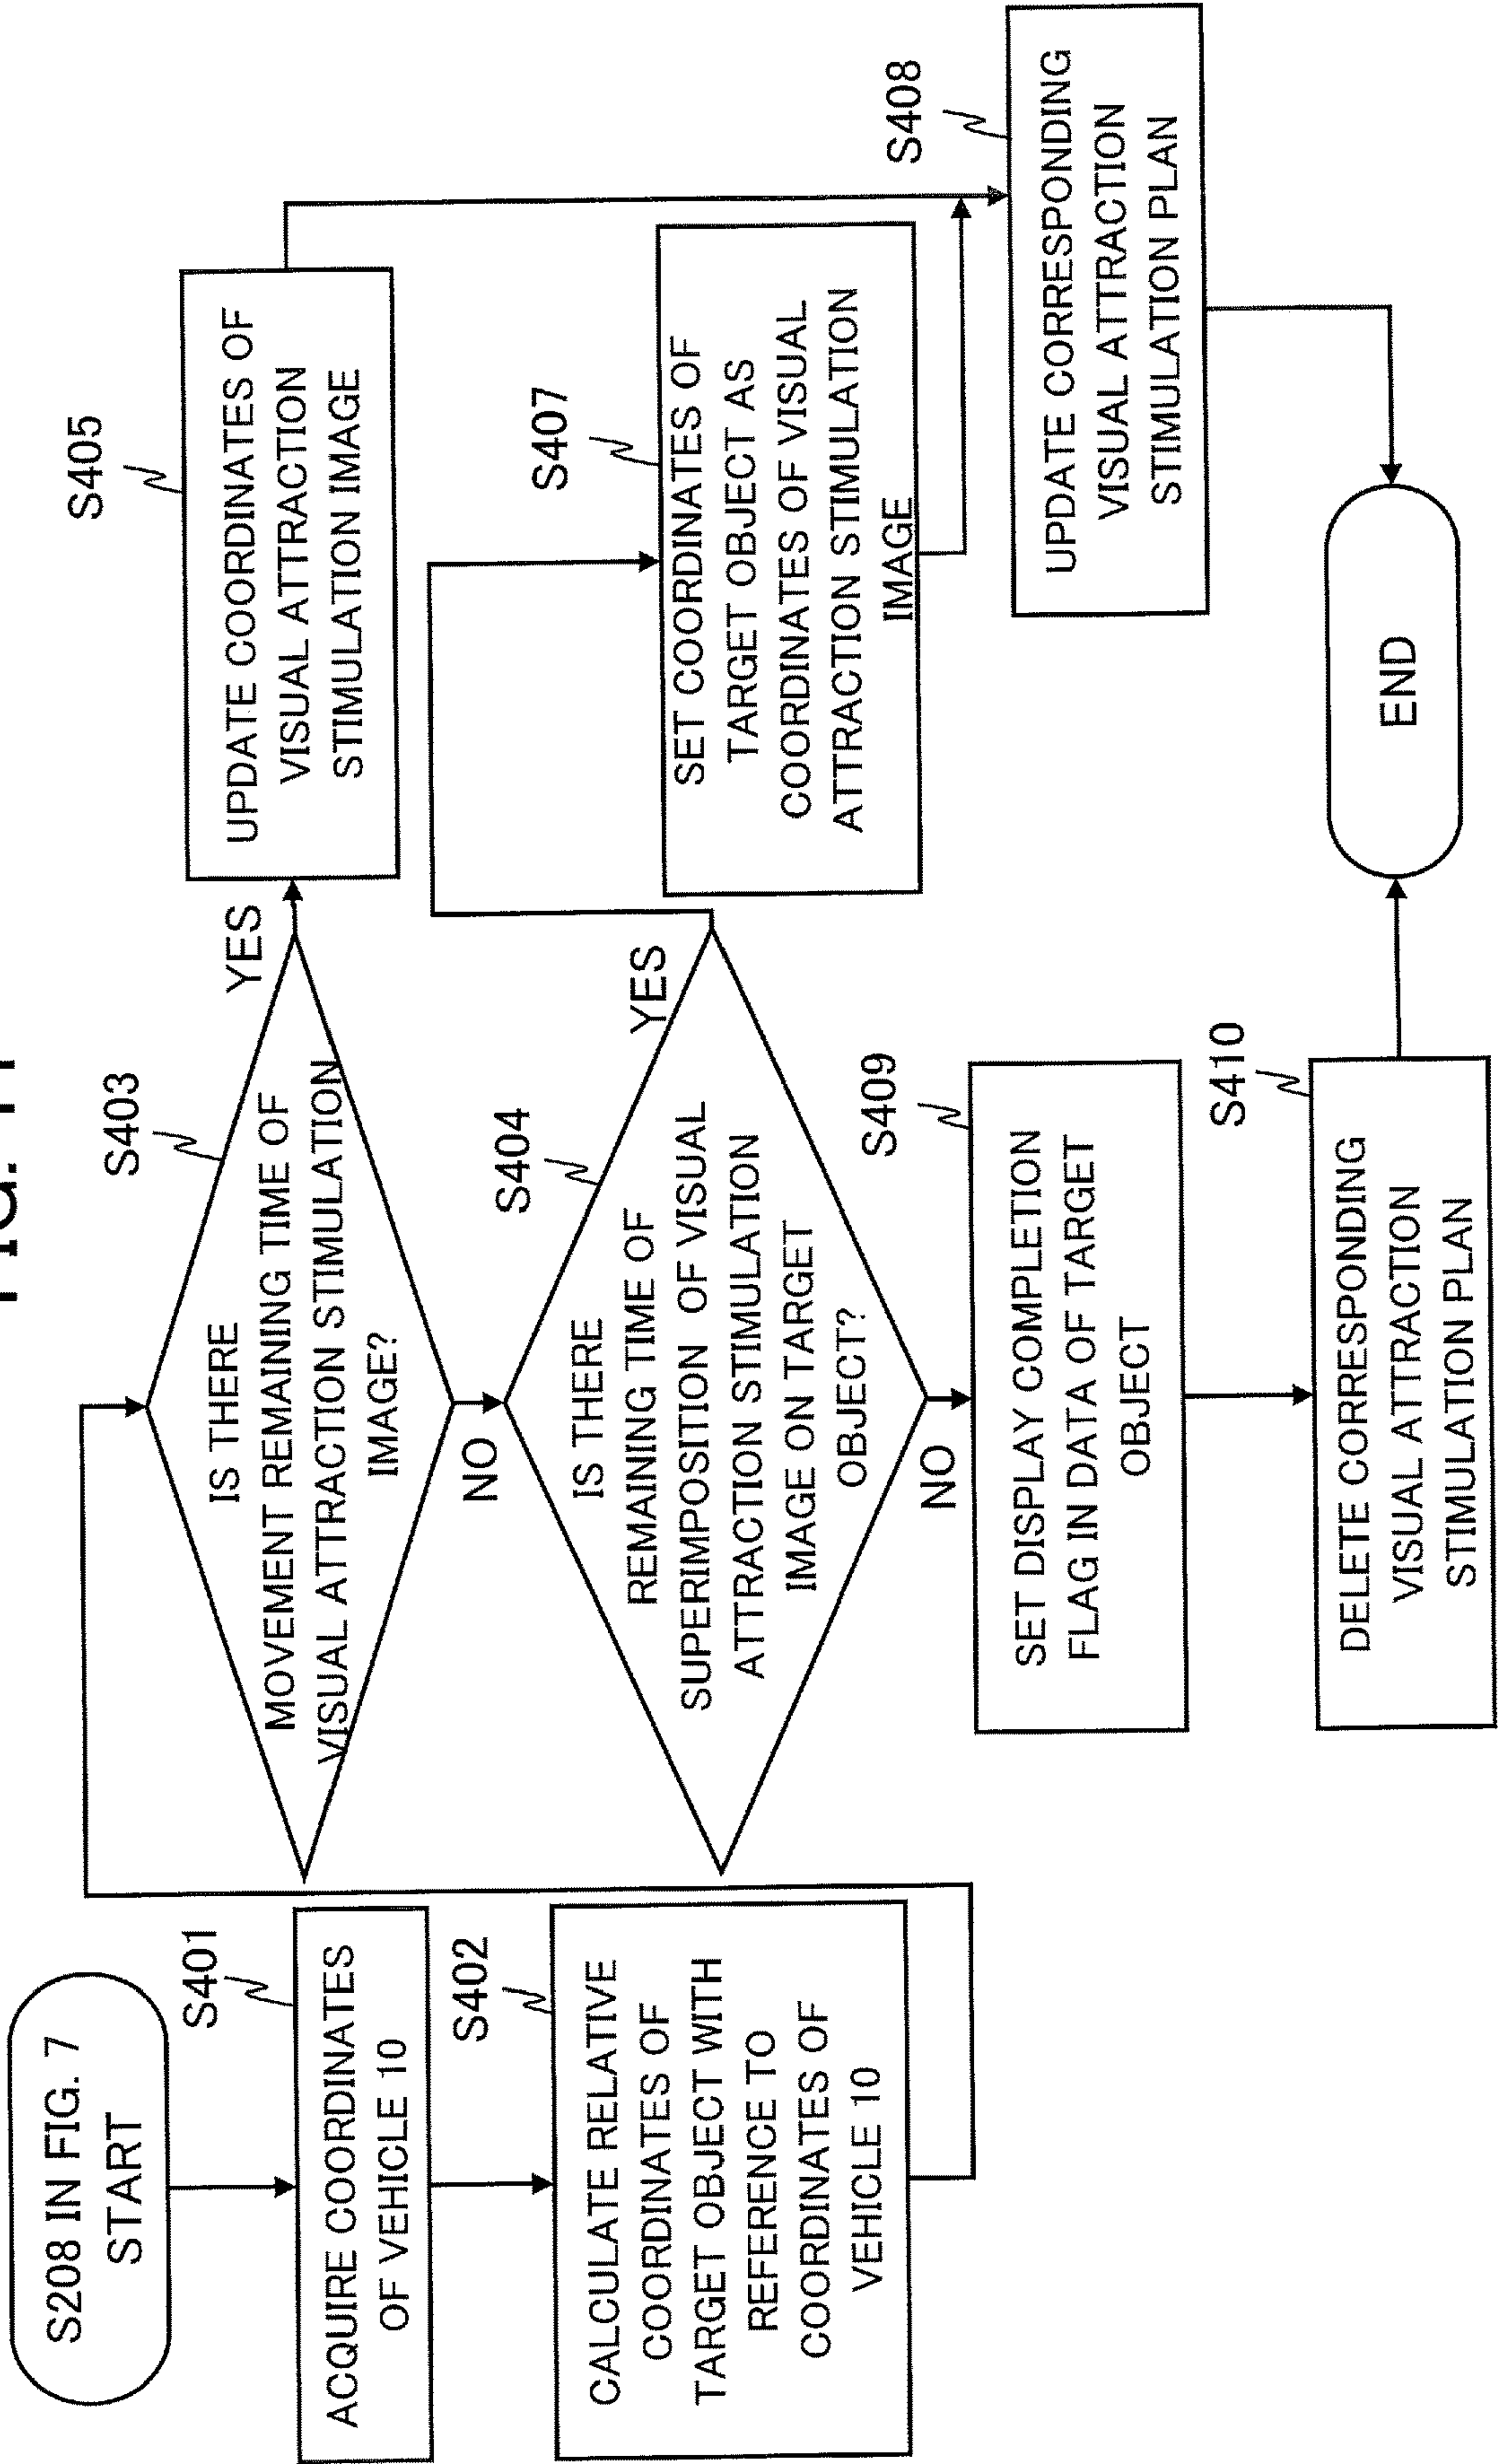 FIG. 11
S208 IN FIG. 7
START
S401
ACQUIRE COORDINATES
OF VEHICLE 10
S402
CALCULATE RELATIVE
COORDINATES OF
TARGET OBJECT WITH
REFERENCE TO
COORDINATES OF
VEHICLE 10
S403
IS THERE
MOVEMENT REMAINING TIME OF
VISUAL ATTRACTION STIMULATION
IMAGE?
YES
NO
S404
IS THERE
REMAINING TIME OF
SUPERIMPOSITION OF VISUAL
ATTRACTION STIMULATION
IMAGE ON TARGET
OBJECT?
YES
NO
S409
SET DISPLAY COMPLETION
FLAG IN DATA OF TARGET
OBJECT
S410
DELETE CORRESPONDING
VISUAL ATTRACTION
STIMULATION PLAN
S405
UPDATE COORDINATES OF
VISUAL ATTRACTION
STIMULATION IMAGE
S407
SET COORDINATES OF
TARGET OBJECT AS
COORDINATES OF VISUAL
ATTRACTION STIMULATION
IMAGE
S408
UPDATE CORRESPONDING
VISUAL ATTRACTION
STIMULATION PLAN
END